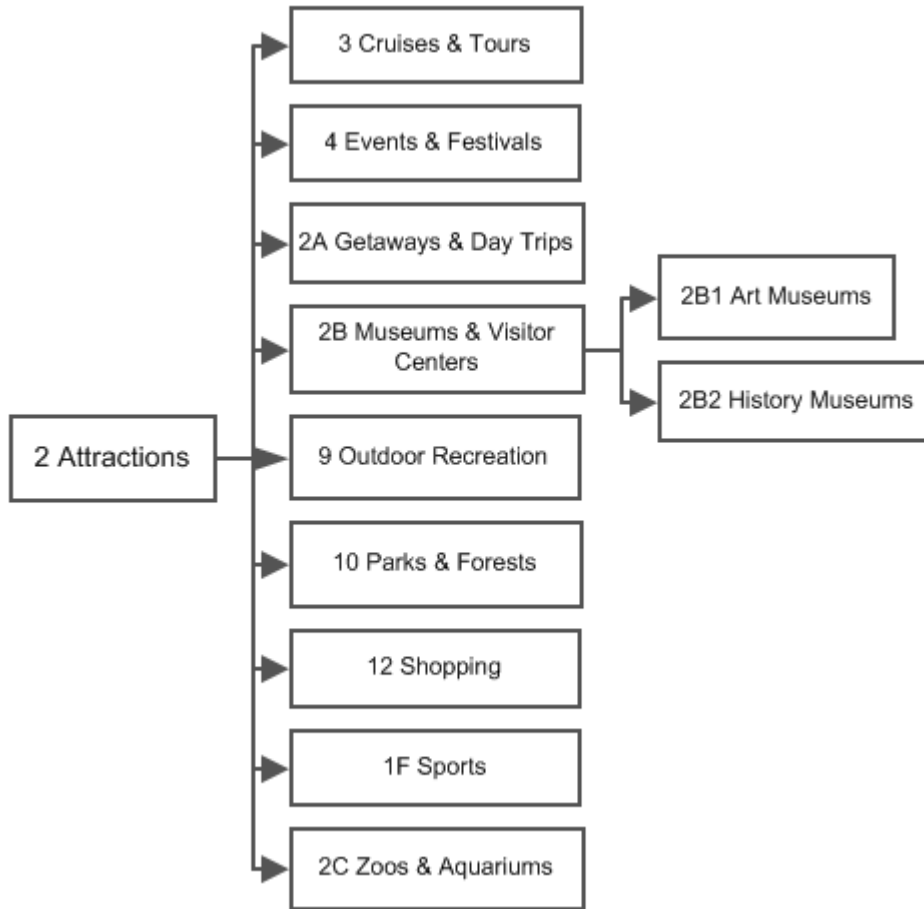 3 Cruises & Tours
4 Events & Festivals
2A Getaways & Day Trips
2B Museums & Visitor
Centers
2B1 Art Museums
2B2 History Museums
2 Attractions
9 Outdoor Recreation
10 Parks & Forests
12 Shopping
1F Sports
2C Zoos & Aquariums